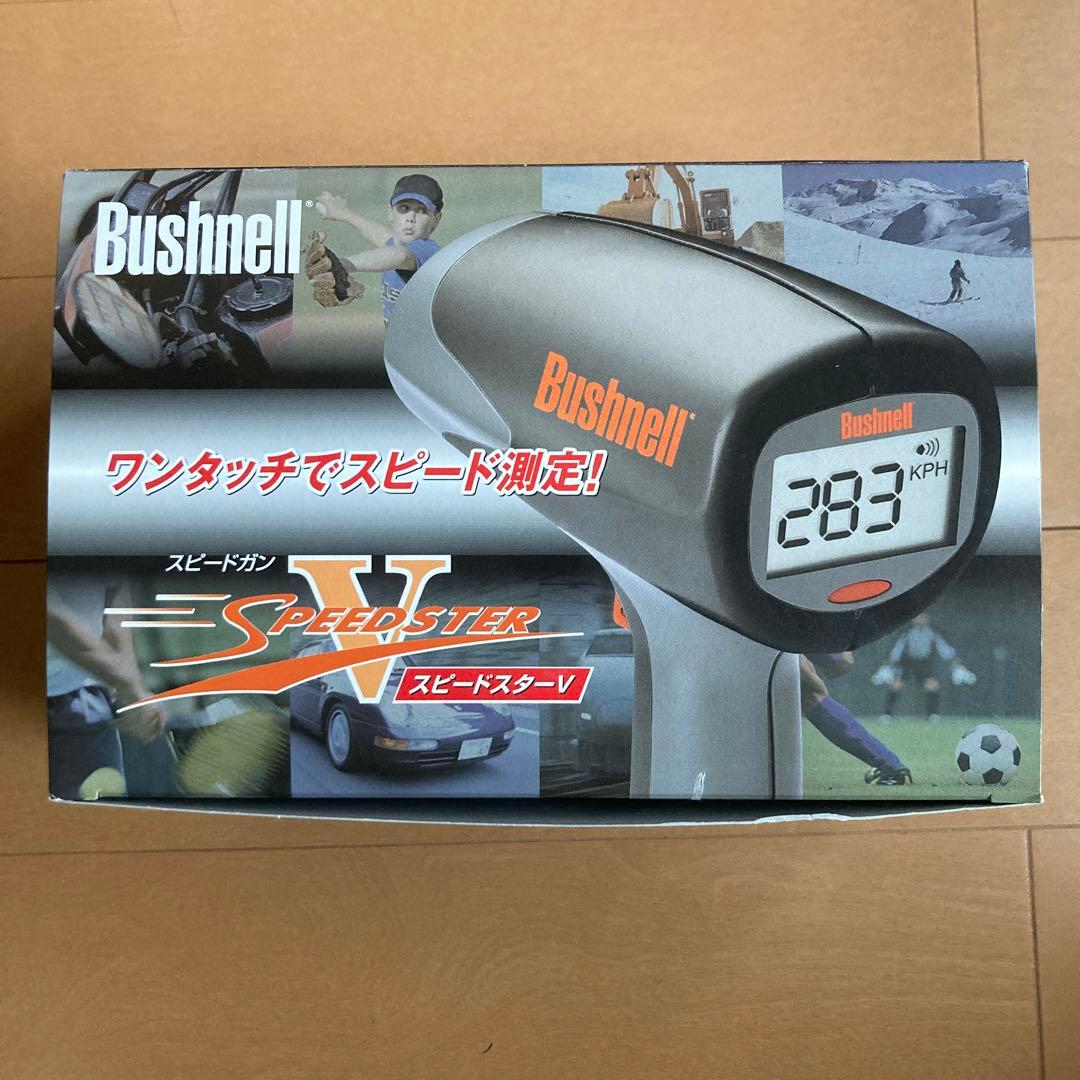 Bushnell®
Bushnell®
Bushnell
283 KPH
ワンタッチでスピード測定!
スピードガン
V
SPEEDSTER
スピードスターV